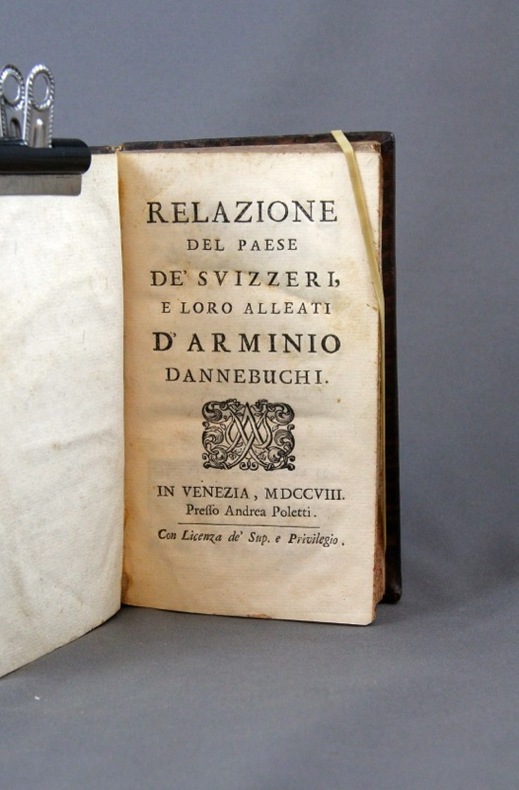 RELAZIONE
DEL PAESE
DE' SVIZZERI,
E LORO ALLEATI
D'ARMINIO
DANNEBUCHI.
IN VENEZIA, MDCCVIII.
Preſſo Andrea Poletti.
Con Licenza de' Sup. e Privilegio.